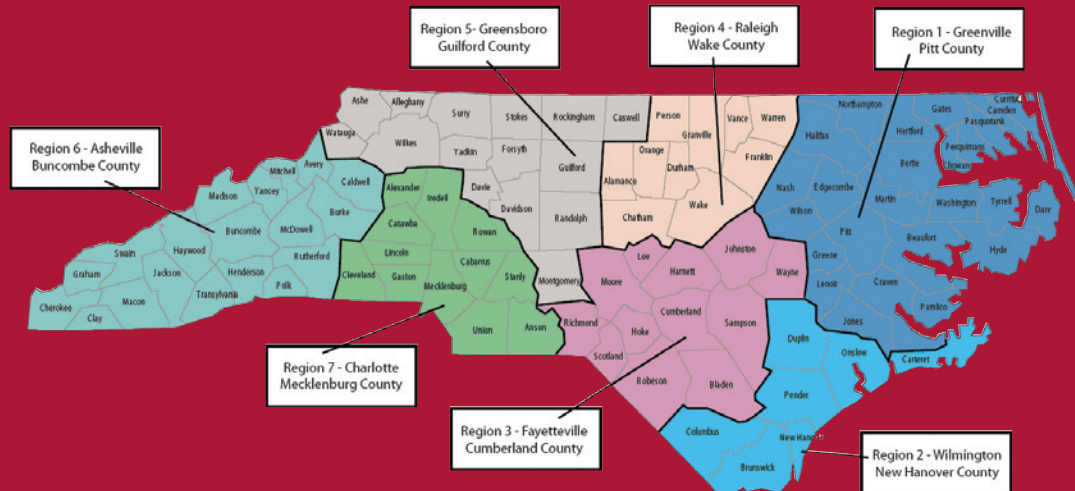 Region 5- Greensboro
Guilford County
Region 4 - Raleigh
Wake County
Region 1 - Greenville
Pitt County
Region 6 - Asheville
Buncombe County
Region 7 - Charlotte
Mecklenburg County
Region 3 - Fayetteville
Cumberland County
Region 2 - Wilmington
New Hanover County
Ashe
Alleghany
Surry
Stokes
Rockingham
Caswell
Watauga
Wilkes
Yadkin
Forsyth
Guilford
Davie
Davidson
Randolph
Montgomery
Person
Granville
Vance
Warren
Orange
Durham
Franklin
Alamance
Chatham
Wake
Northampton
Gates
Camden
Pasquotank
Halifax
Hertford
Perquimans
Chowan
Bertie
Nash
Edgecombe
Martin
Washington
Tyrrell
Dare
Wilson
Pitt
Beaufort
Hyde
Greene
Lenoir
Craven
Pamlico
Jones
Avery
Mitchell
Caldwell
Madison
Yancey
Burke
Buncombe
McDowell
Swain
Haywood
Rutherford
Graham
Jackson
Henderson
Polk
Cherokee
Macon
Transylvania
Clay
Alexander
Iredell
Catawba
Rowan
Lincoln
Cabarrus
Stanly
Cleveland
Gaston
Mecklenburg
Union
Anson
Lee
Johnston
Moore
Harnett
Wayne
Richmond
Hoke
Cumberland
Sampson
Scotland
Robeson
Bladen
Duplin
Onslow
Carteret
Pender
Columbus
Brunswick